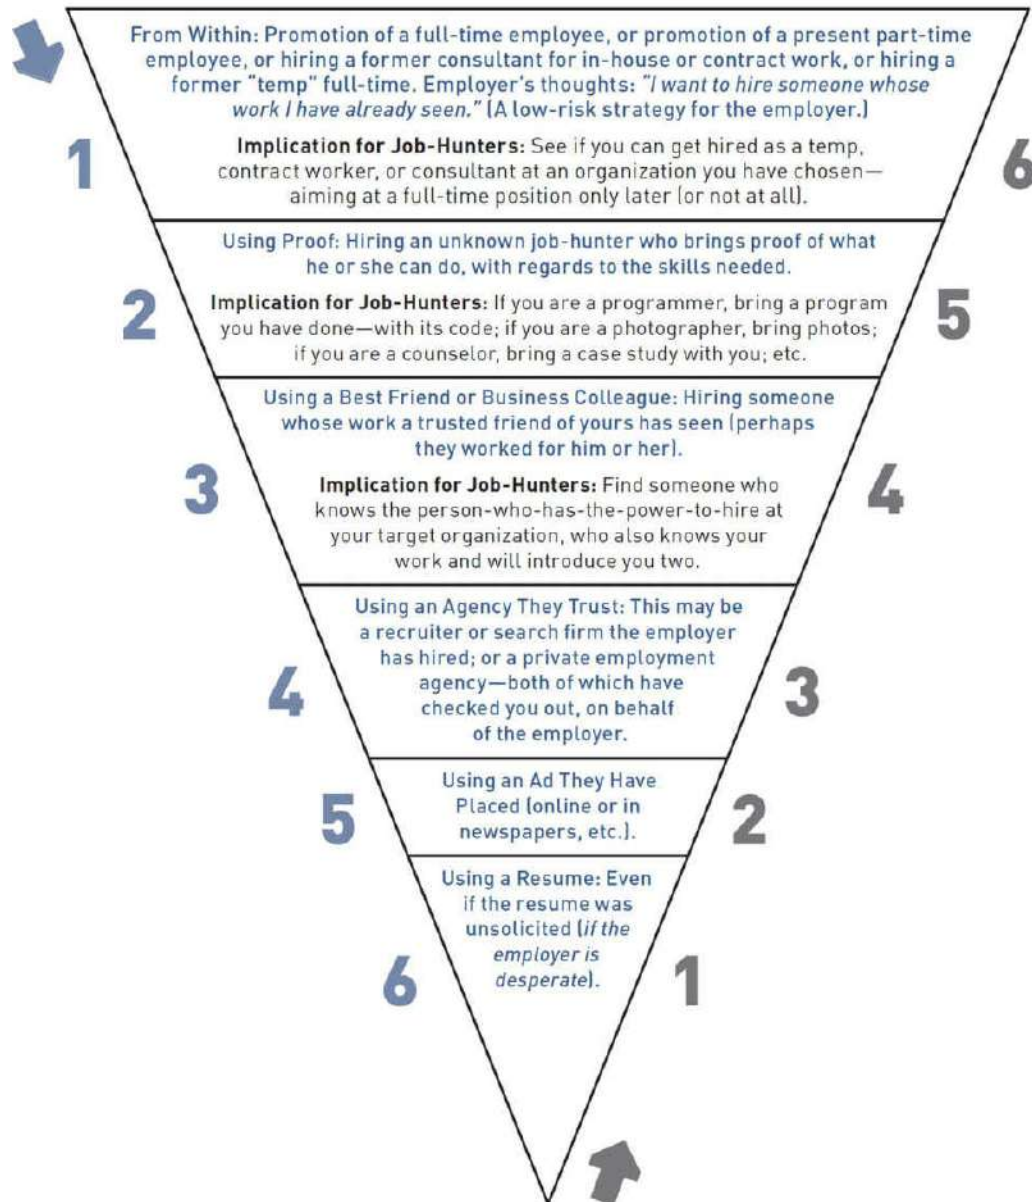 From Within: Promotion of a full-time employee, or promotion of a present part-time
employee, or hiring a former consultant for in-house or contract work, or hiring a
former “temp” full-time. Employer’s thoughts: “I want to hire someone whose
work I have already seen.” (A low-risk strategy for the employer.)
1
Implication for Job-Hunters: See if you can get hired as a temp,
contract worker, or consultant at an organization you have chosen—
aiming at a full-time position only later (or not at all).
6
Using Proof: Hiring an unknown job-hunter who brings proof of what
he or she can do, with regards to the skills needed.
2
Implication for Job-Hunters: If you are a programmer, bring a program
you have done—with its code; if you are a photographer, bring photos;
if you are a counselor, bring a case study with you; etc.
5
Using a Best Friend or Business Colleague: Hiring someone
whose work a trusted friend of yours has seen (perhaps
they worked for him or her).
3
Implication for Job-Hunters: Find someone who
knows the person-who-has-the-power-to-hire at
your target organization, who also knows your
work and will introduce you two.
4
Using an Agency They Trust: This may be
a recruiter or search firm the employer
has hired; or a private employment
agency—both of which have
checked you out, on behalf
of the employer.
4
3
Using an Ad They Have
Placed (online or in
newspapers, etc.).
5
2
Using a Resume: Even
if the resume was
unsolicited (if the
employer is
desperate).
6
1